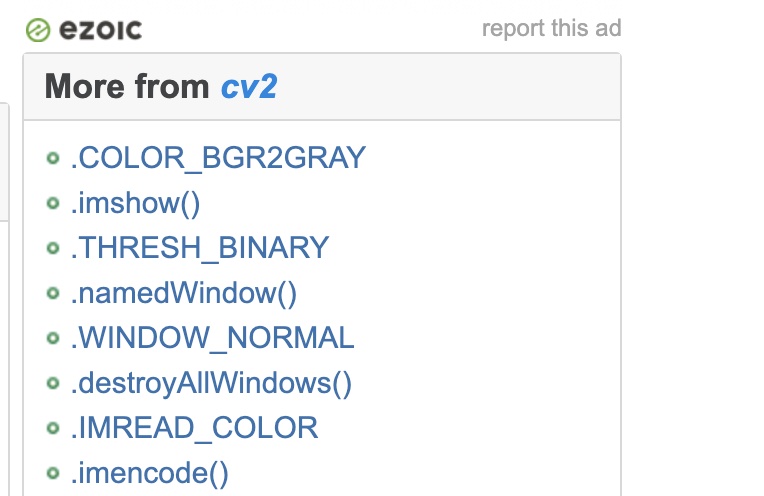 ezoic
report this ad
More from cv2
.COLOR_BGR2GRAY
.imshow()
.THRESH_BINARY
.namedWindow()
.WINDOW_NORMAL
.destroyAllWindows()
.IMREAD_COLOR
.imencode()